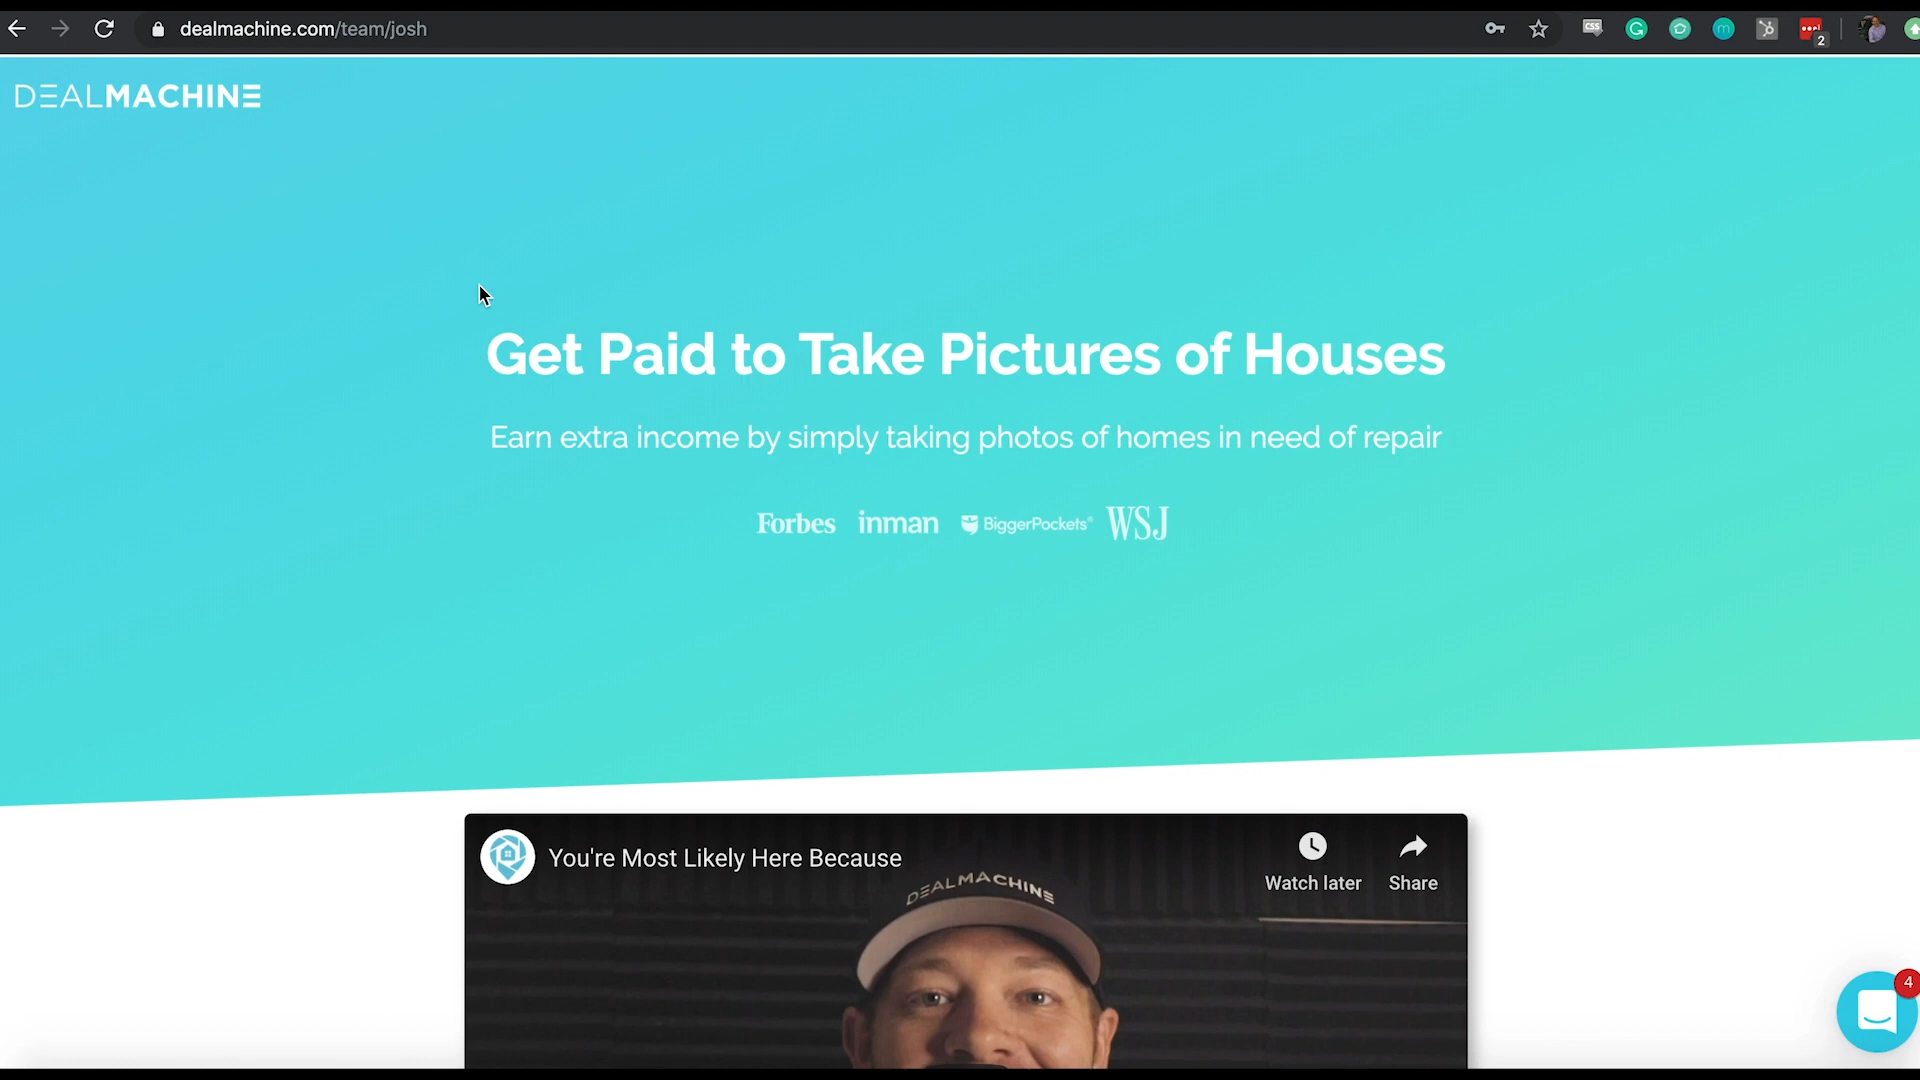 dealmachine.com/team/josh
CSS
G
m
2
DEALMACHINE
Get Paid to Take Pictures of Houses
Earn extra income by simply taking photos of homes in need of repair
Forbes inman BiggerPockets® WSJ
You're Most Likely Here Because
Watch later
Share
DEALMACHINE
4